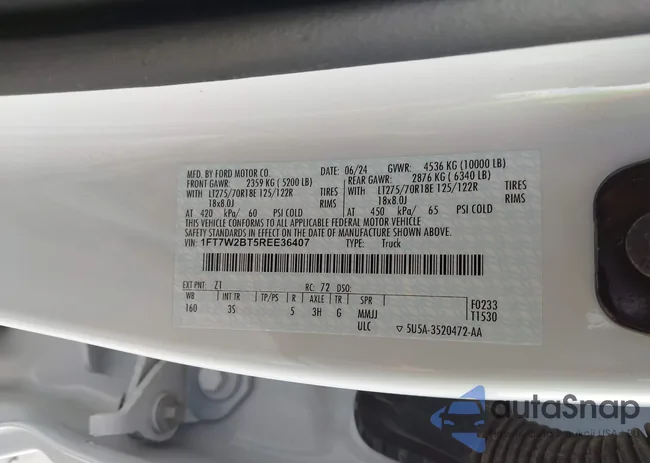 MFD. BY FORD MOTOR CO. 06/24 GVWR: 4536 KG (10000 LB)
FRONT GAWR: 2359 KG (5200 LB) REAR GAWR: 2876 KG (6340 LB)
WITH LT275/70R18E 125/122R TIRES WITH LT275/70R18E 125/122R TIRES
18x8.0J RIMS 18x8.0J RIMS
AT 420 kPa/ 60 PSI COLD AT 450 kPa/ 65 PSI COLD
THIS VEHICLE CONFORMS TO ALL APPLICABLE FEDERAL MOTOR VEHICLE
SAFETY STANDARDS IN EFFECT ON THE DATE OF MANUFACTURE SHOWN ABOVE.
VIN: 1FT7W2BT5REE36407 TYPE: Truck
EXT PNT: Z1 RC: 72 DSO:
WB INT TR TP/PS R AXLE TR SPR F0233
160 3S 5 3H G MMJJ T1530
ULC ▽ 5U5A-3520472-AA
autaSnap